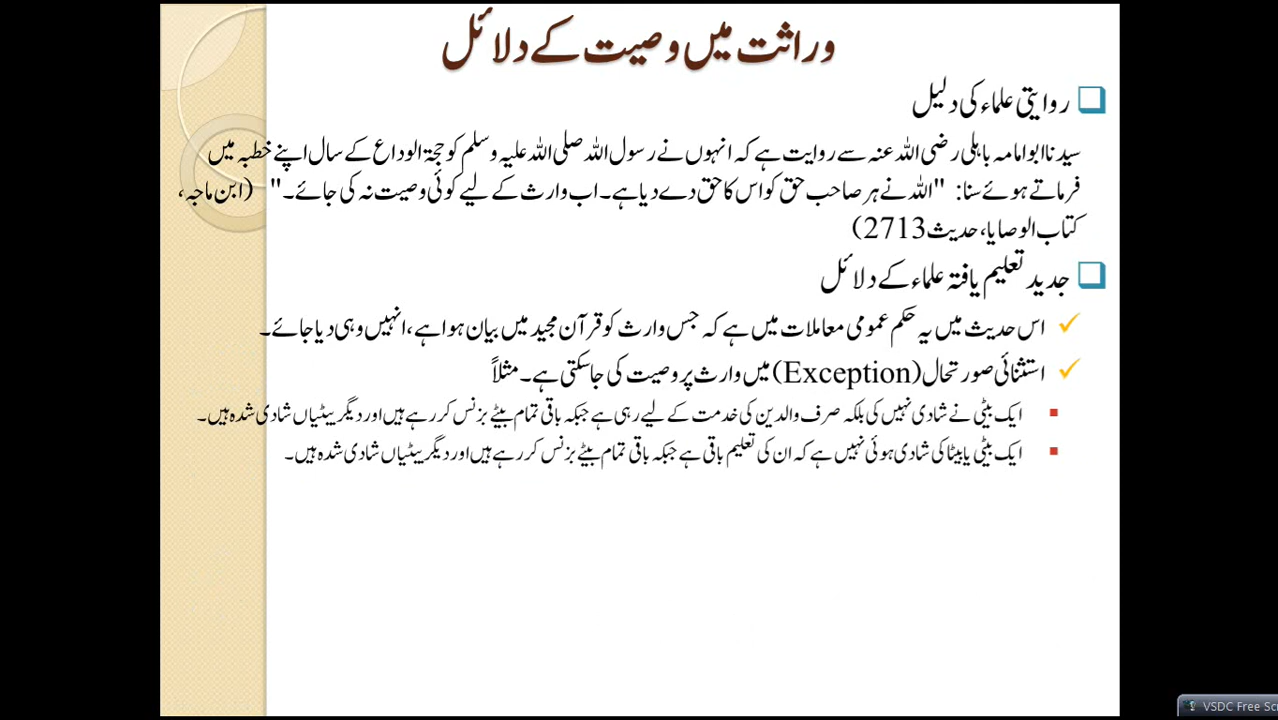 وراثت میں وصیت کے دلائل
روایتی علماء کی دلیل
سیدنا ابوامامہ باہلی رضی اللہ عنہ سے روایت ہے کہ انہوں نے رسول اللہ صلی اللہ علیہ وسلم کو حجۃ الوداع کے سال اپنے خطبہ میں
فرماتے ہوئے سنا: "اللہ نے ہر صاحب حق کو اس کا حق دے دیا ہے۔ اب وارث کے لیے کوئی وصیت نہ کی جائے۔" (ابن ماجہ،
کتاب الوصایا، حدیث 2713)
جدید تعلیم یافتہ علماء کے دلائل
اس حدیث میں یہ حکم عمومی معاملات میں ہے کہ جس وارث کو قرآن مجید میں بیان ہوا ہے، انہیں وہی دیا جائے۔
استثنائی صورتحال (Exception) میں وارث پر وصیت کی جا سکتی ہے۔ مثلاً
ایک بیٹی نے شادی نہیں کی بلکہ صرف والدین کی خدمت کے لیے رہی ہے جبکہ باقی تمام بیٹے بزنس کر رہے ہیں اور دیگر بیٹیاں شادی شدہ ہیں۔
ایک بیٹی یا بیٹا کی شادی ہوئی نہیں ہے کہ ان کی تعلیم باقی ہے جبکہ باقی تمام بیٹے بزنس کر رہے ہیں اور دیگر بیٹیاں شادی شدہ ہیں۔
VSDC Free Scr